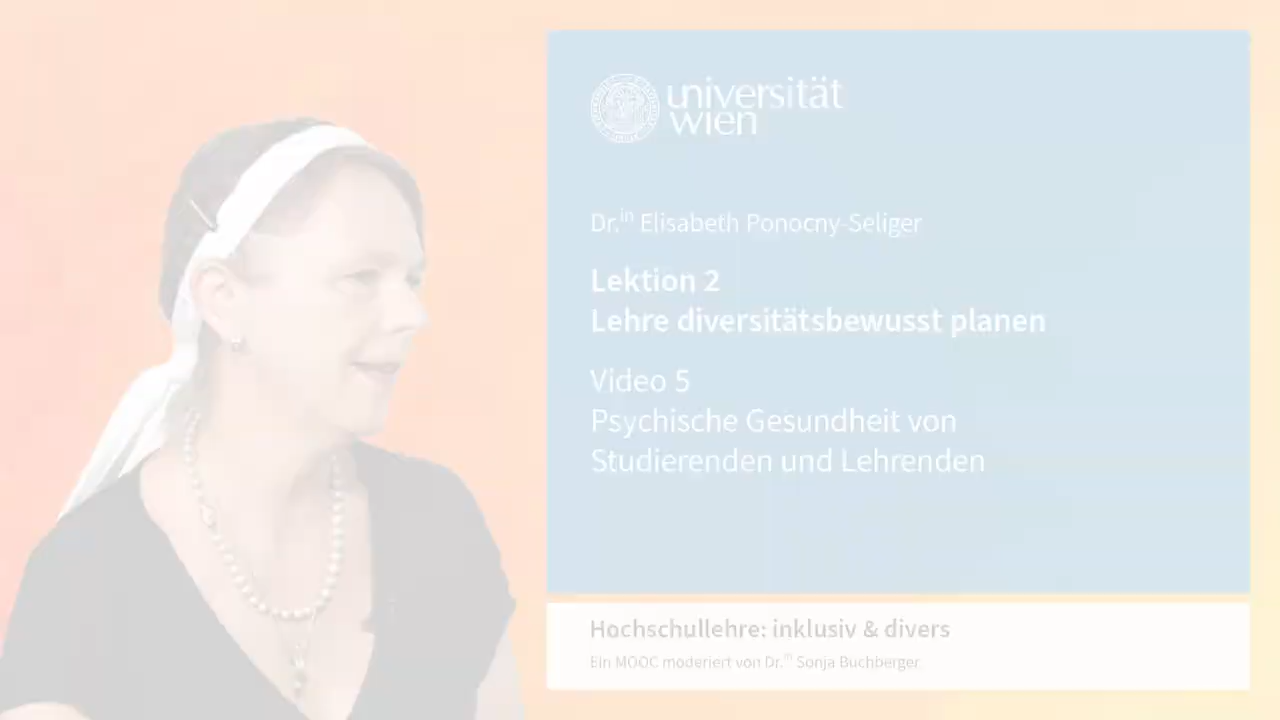 universität
wien
Dr.in Elisabeth Ponocny-Seliger
Lektion 2
Lehre diversitätsbewusst planen
Video 5
Psychische Gesundheit von
Studierenden und Lehrenden
Hochschullehre: inklusiv & divers
Ein MOOC moderiert von Dr.in Sonja Buchberger